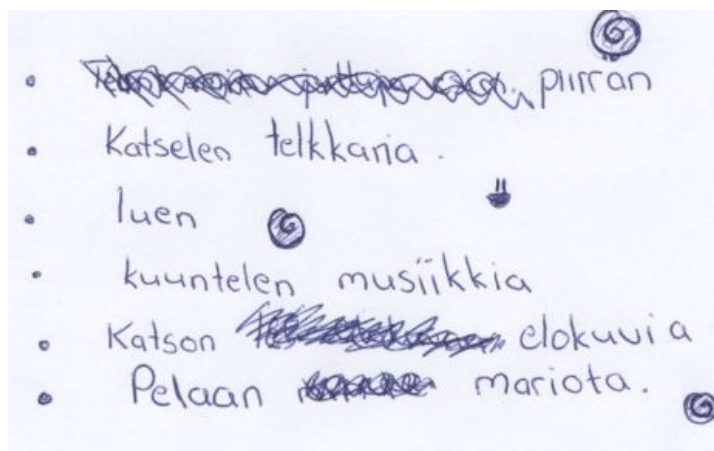 • piirran
• Katselen telkkaria.
• luen
• kuuntelen musiikkia
• Katson elokuvia
• Pelaan mariota.